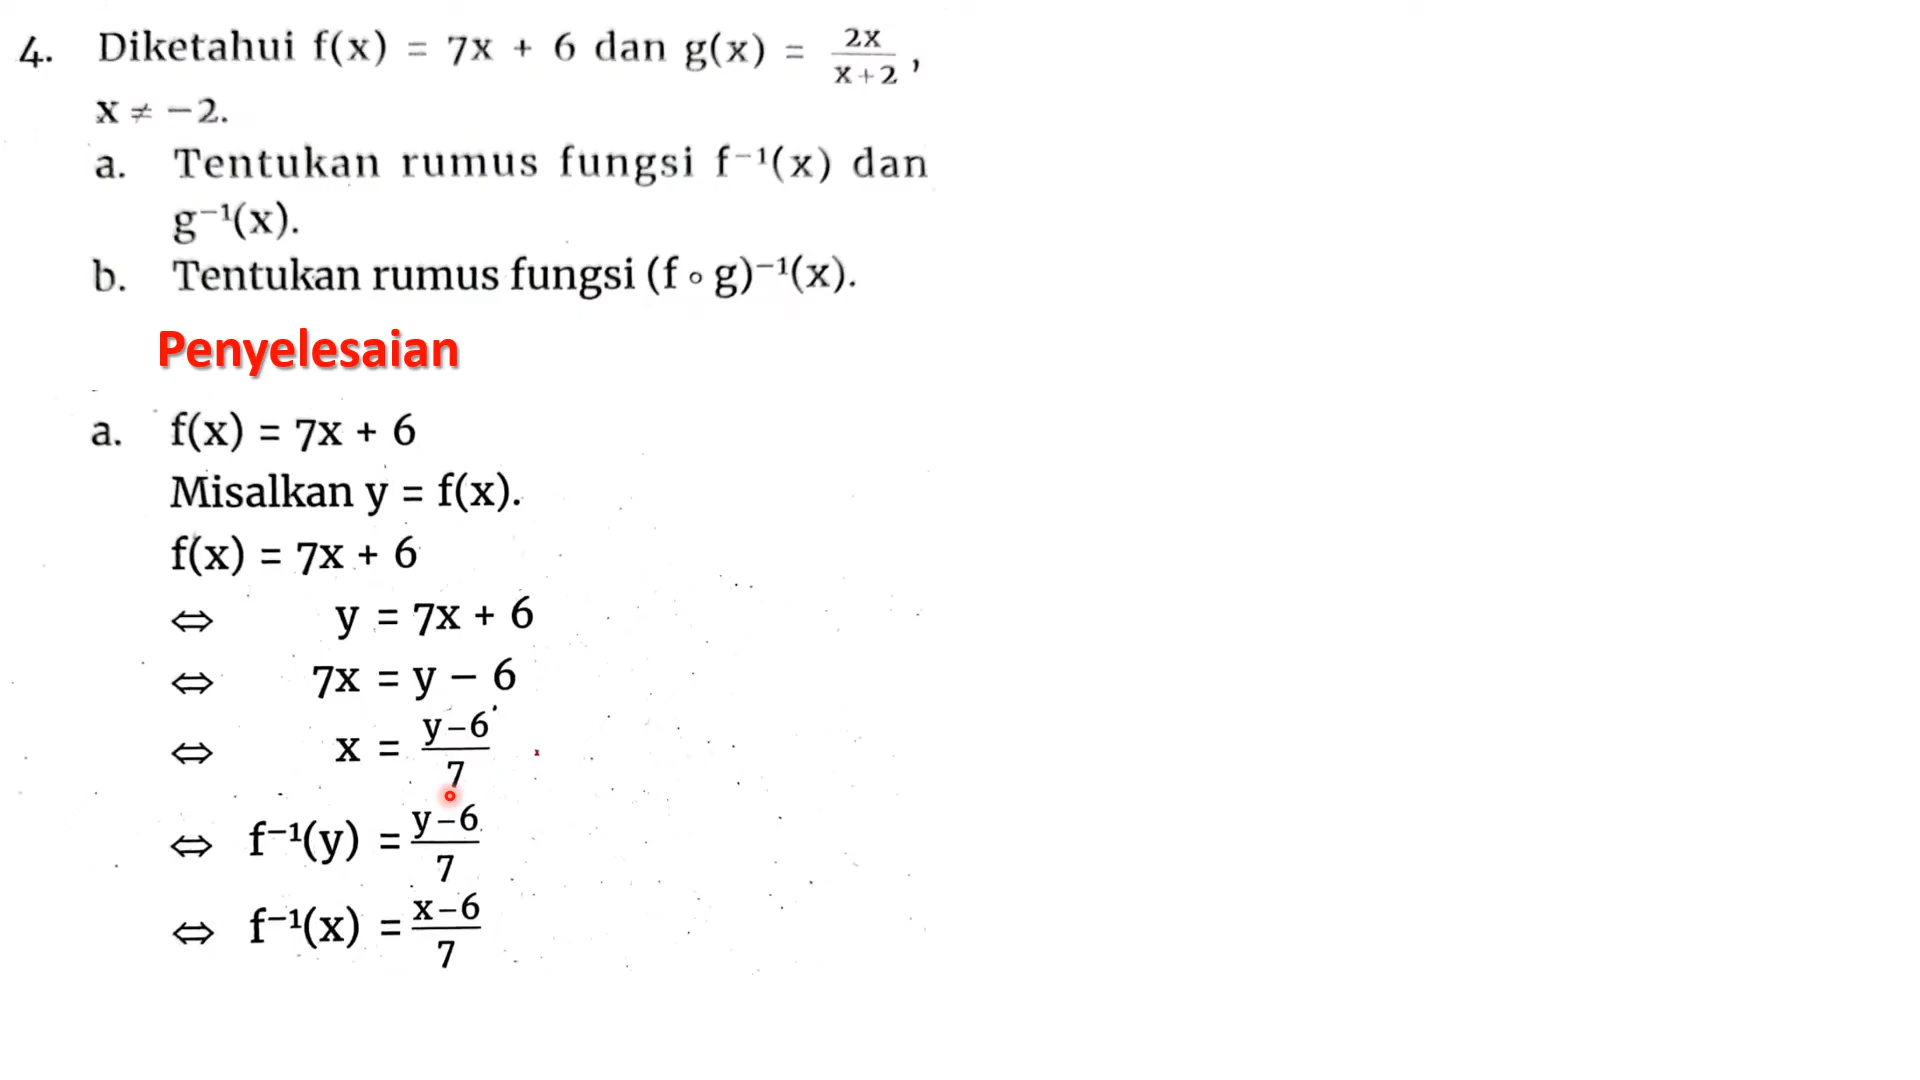 4. Diketahui f(x) = 7x + 6 dan g(x) = 2x/(x+2),
x ≠ −2.
a. Tentukan rumus fungsi f⁻¹(x) dan
g⁻¹(x).
b. Tentukan rumus fungsi (f ∘ g)⁻¹(x).
Penyelesaian
a. f(x) = 7x + 6
Misalkan y = f(x).
f(x) = 7x + 6
⇔ y = 7x + 6
⇔ 7x = y − 6
⇔ x = (y−6)/7
⇔ f⁻¹(y) = (y−6)/7
⇔ f⁻¹(x) = (x−6)/7